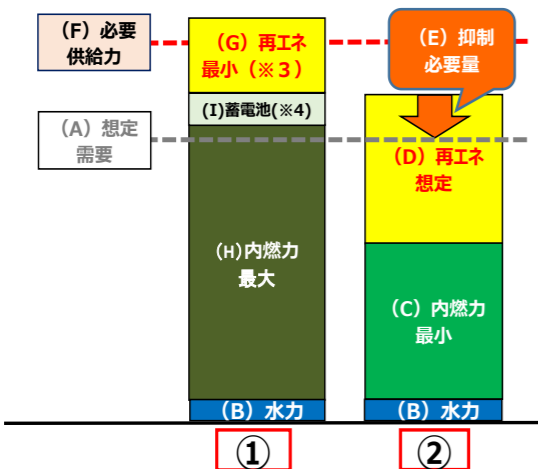 （F）必要
供給力
（G）再エネ
最小（※３）
（E）抑制
必要量
(I)蓄電池(※4)
（A）想定
需要
（D）再エネ
想定
（H）内燃力
最大
（C）内燃力
最小
（B）水力
（B）水力
①
②